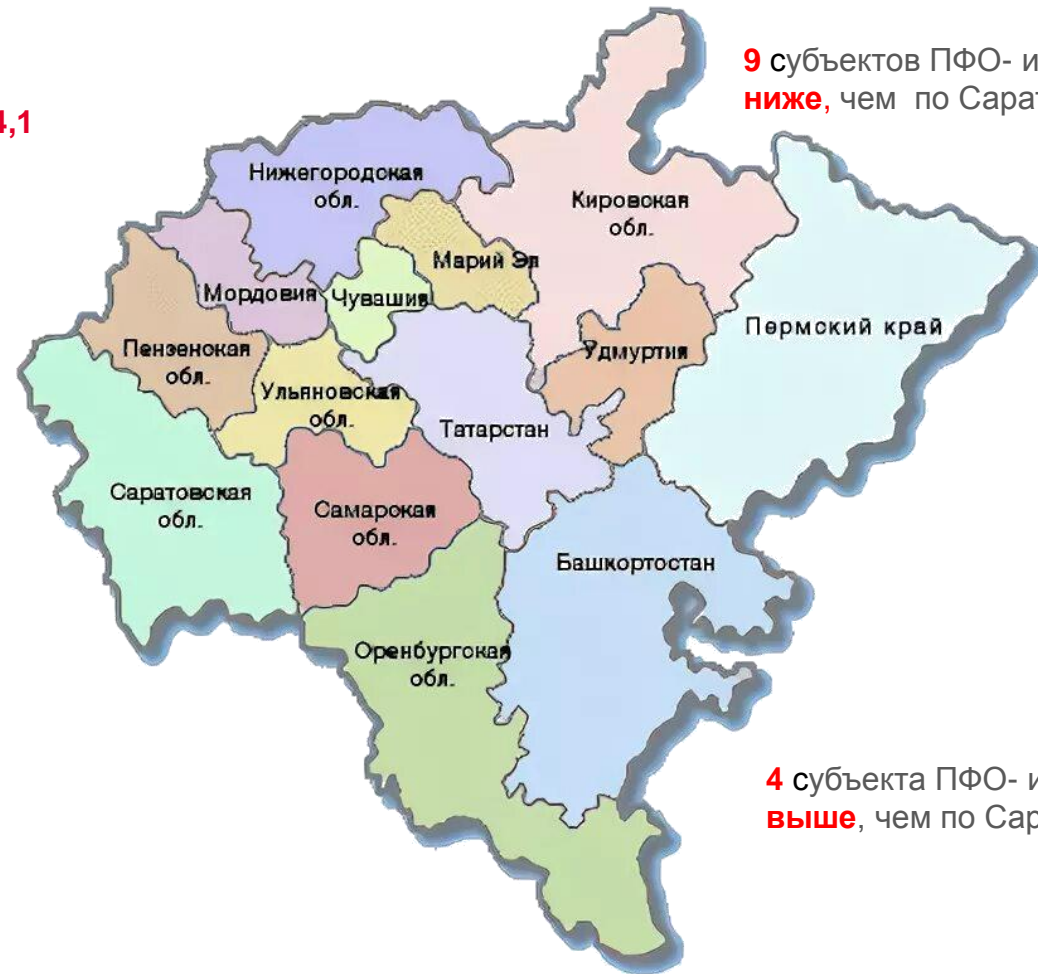 9 субъектов ПФО- и
ниже, чем по Сарат
4,1
Нижегородская
обл.
Кировская
обл.
Марий Эл
Мордовия
Чувашия
Пермский край
Пензенская
обл.
Удмуртия
Ульяновская
обл.
Татарстан
Саратовская
обл.
Самарская
обл.
Башкортостан
Оренбургская
обл.
4 субъекта ПФО- и
выше, чем по Сар